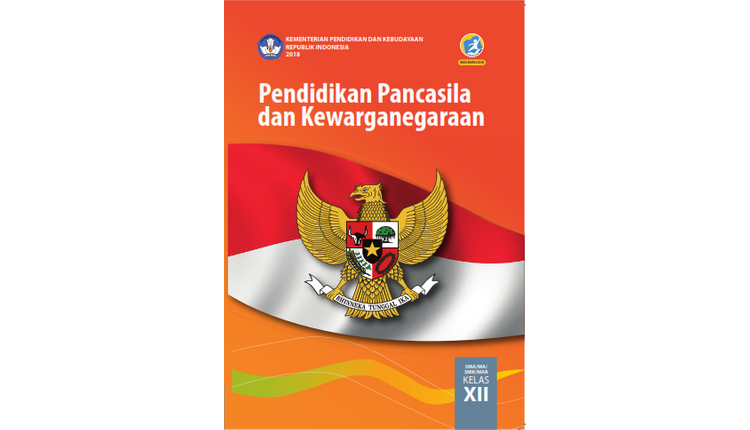 KEMENTERIAN PENDIDIKAN DAN KEBUDAYAAN
REPUBLIK INDONESIA
2018
Pendidikan Pancasila
dan Kewarganegaraan
BHINNEKA TUNGGAL IKA
SMA/MA/
SMK/MAK
KELAS
XII